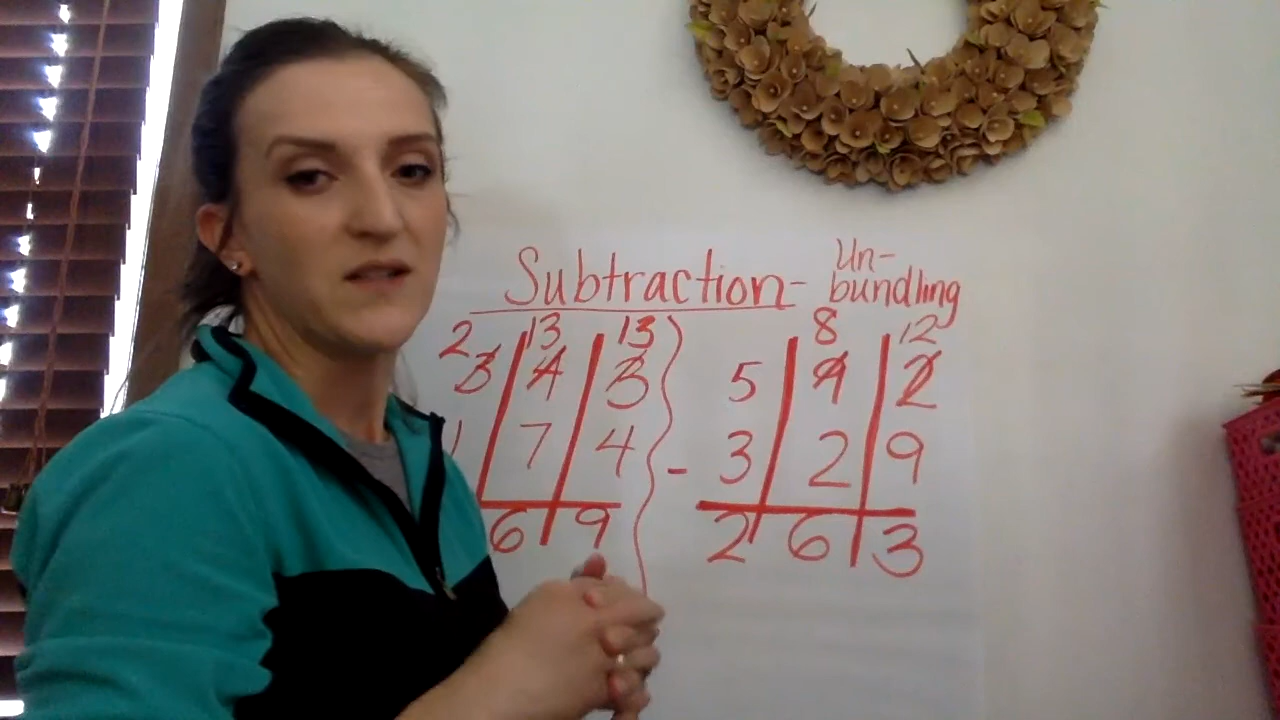 Subtraction- Un-
bundling
2 13 13 8 12
3 4 3 5 9 2
1 7 4 - 3 2 9
6 9 2 6 3